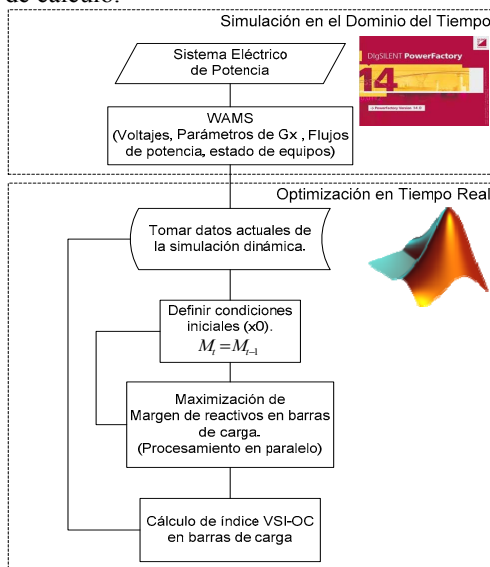 de cálculo.
Simulación en el Dominio del Tiempo
Sistema Eléctrico
de Potencia
DIgSILENT PowerFactory
14
WAMS
(Voltajes, Parámetros de Gx , Flujos
de potencia, estado de equipos)
Optimización en Tiempo Real
Tomar datos actuales de
la simulación dinámica.
Definir condiciones
iniciales (x0).
M_t = M_{t-1}
Maximización de
Margen de reactivos en barras
de carga.
(Procesamiento en paralelo)
Cálculo de índice VSI-OC
en barras de carga